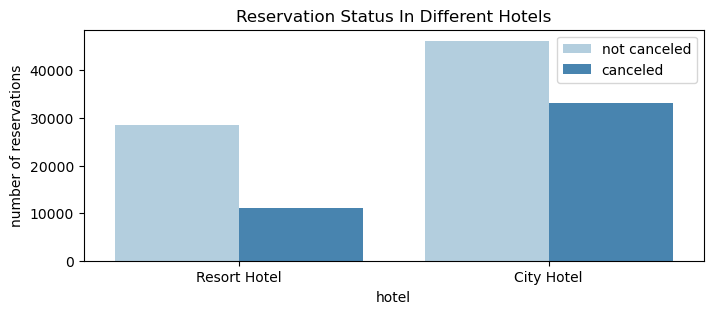 Reservation Status In Different Hotels
not canceled
canceled
number of reservations
40000
30000
20000
10000
0
Resort Hotel
City Hotel
hotel